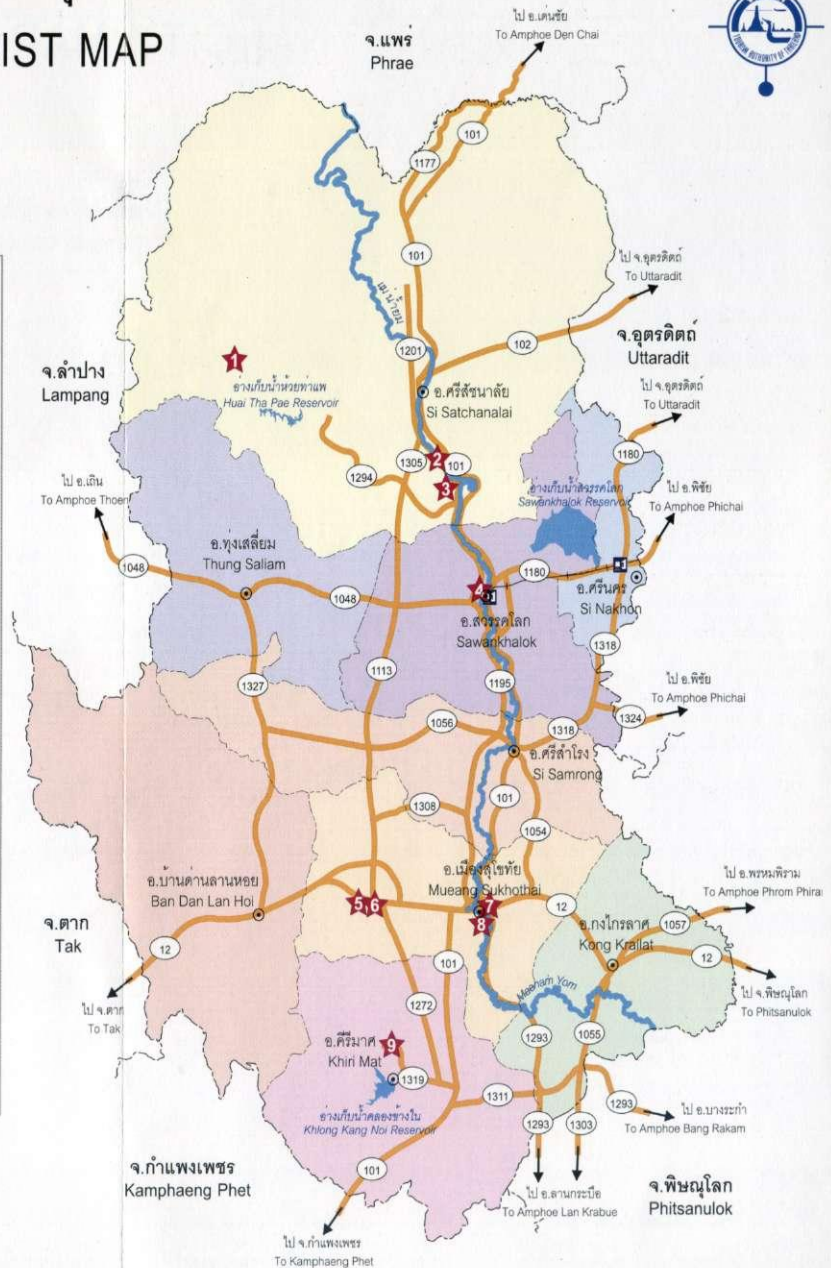 IST MAP
TOURISM AUTHORITY OF THAILAND
ไป อ.เด่นชัย
To Amphoe Den Chai
จ.แพร่
Phrae
101
1177
101
แม่น้ำยม
ไป จ.อุตรดิตถ์
To Uttaradit
102
1201
จ.อุตรดิตถ์
Uttaradit
1
จ.ลำปาง
Lampang
อ่างเก็บน้ำห้วยท่าแพ
Huai Tha Pae Reservoir
อ.ศรีสัชนาลัย
Si Satchanalai
ไป จ.อุตรดิตถ์
To Uttaradit
1180
2
1305
101
1294
3
อ่างเก็บน้ำสวรรคโลก
Sawankhalok Reservoir
ไป อ.เถิน
To Amphoe Thoen
ไป อ.พิชัย
To Amphoe Phichai
อ.ทุ่งเสลี่ยม
Thung Saliam
1048
1048
4
1180
อ.ศรีนคร
Si Nakhon
อ.สวรรคโลก
Sawankhalok
1318
1113
1327
1195
ไป อ.พิชัย
To Amphoe Phichai
1324
1056
1318
อ.ศรีสำโรง
Si Samrong
1308
101
1054
อ.บ้านด่านลานหอย
Ban Dan Lan Hoi
อ.เมืองสุโขทัย
Mueang Sukhothai
ไป อ.พรหมพิราม
To Amphoe Phrom Phira
5,6
7
8
12
อ.กงไกรลาศ
Kong Krailat
1057
12
จ.ตาก
Tak
12
101
ไป จ.ตาก
To Tak
ไป จ.พิษณุโลก
To Phitsanulok
Maenam Yom
1272
1293
1055
อ.คีรีมาศ
Khiri Mat
9
1319
1311
อ่างเก็บน้ำคลองข้างใน
Khlong Kang Noi Reservoir
1293
1303
1293
ไป อ.บางระกำ
To Amphoe Bang Rakam
จ.กำแพงเพชร
Kamphaeng Phet
101
ไป อ.ลานกระบือ
To Amphoe Lan Krabue
จ.พิษณุโลก
Phitsanulok
ไป จ.กำแพงเพชร
To Kamphaeng Phet